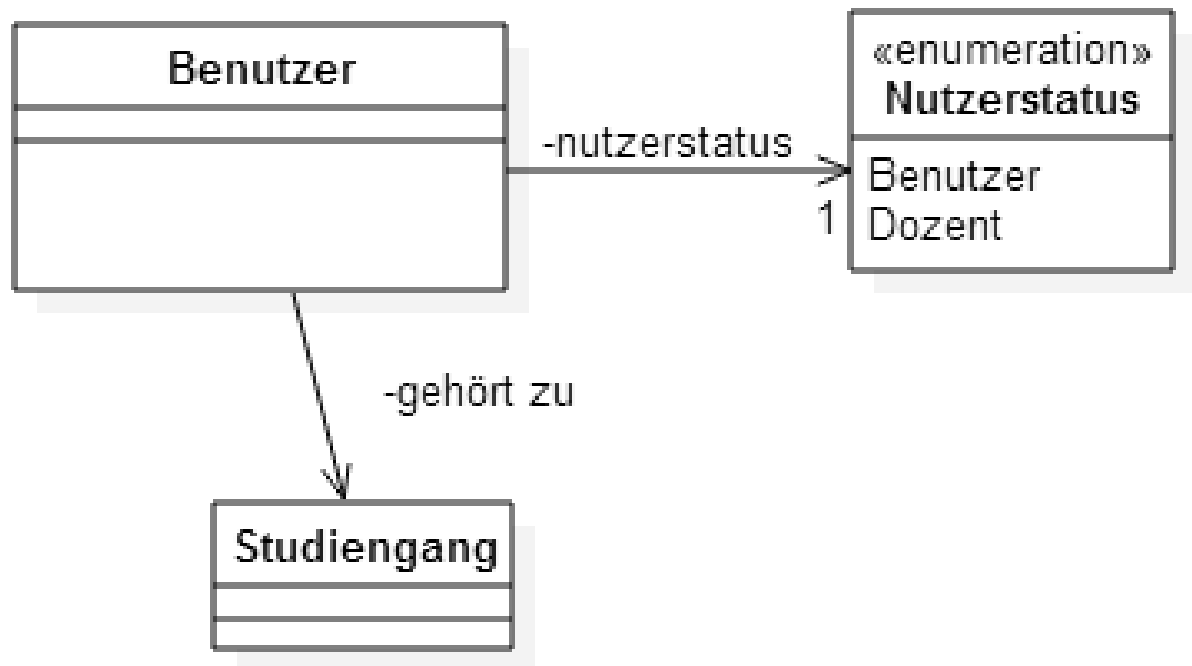 Benutzer
«enumeration»
Nutzerstatus
-nutzerstatus
1
Benutzer
Dozent
-gehört zu
Studiengang